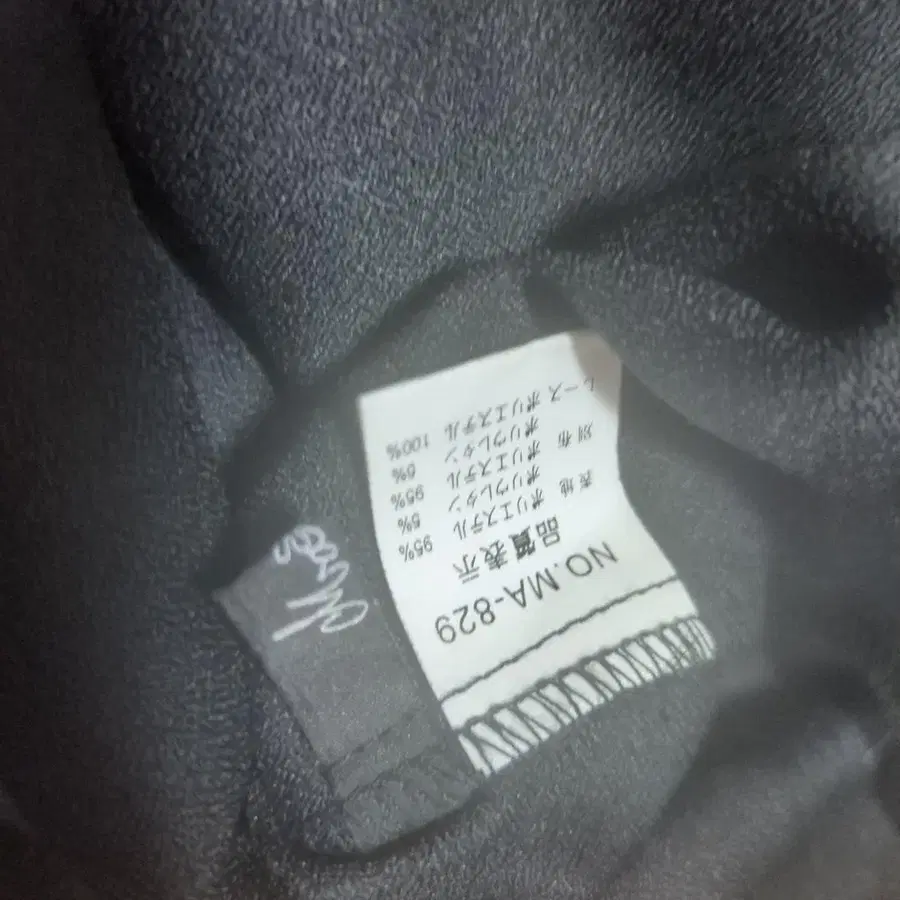 NO.MA-829
品質表示
表地 ポリエステル 95%
ポリウレタン 5%
別布 ポリエステル 95%
ポリウレタン 5%
レース ポリエステル 100%